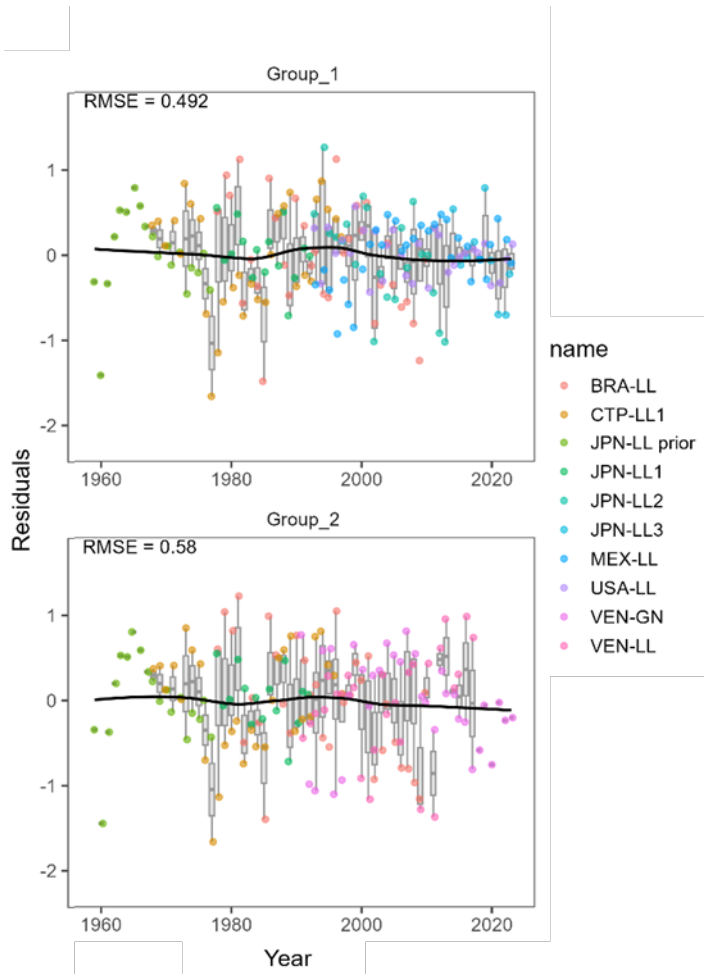 Group_1
RMSE = 0.492
1
0
-1
-2
1960
1980
2000
2020
Residuals
Group_2
RMSE = 0.58
1
0
-1
-2
1960
1980
2000
2020
Year
name
BRA-LL
CTP-LL1
JPN-LL prior
JPN-LL1
JPN-LL2
JPN-LL3
MEX-LL
USA-LL
VEN-GN
VEN-LL